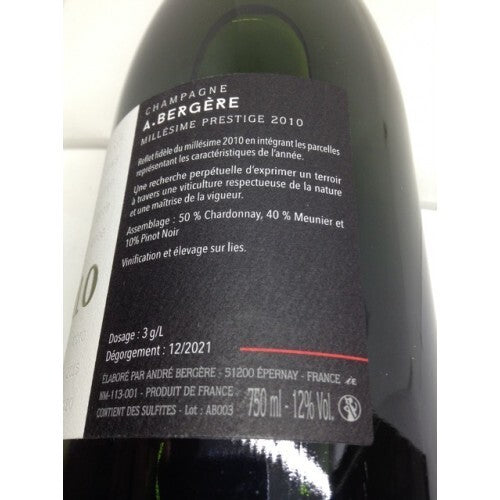 CHAMPAGNE
A.BERGÈRE
MILLÉSIME PRESTIGE 2010
Reflet fidèle du millésime 2010 en intégrant les parcelles
représentant les caractéristiques de l'année.
Une recherche perpétuelle d'exprimer un terroir
à travers une viticulture respectueuse de la nature
et une maîtrise de la vigueur.
Assemblage : 50 % Chardonnay, 40 % Meunier et
10% Pinot Noir
Vinification et élevage sur lies.
Dosage : 3 g/L
Dégorgement : 12/2021
ÉLABORÉ PAR ANDRÉ BERGÈRE - 51200 ÉPERNAY - FRANCE
NM-113-001 - PRODUIT DE FRANCE
CONTIENT DES SULFITES - Lot : AB003
750 ml - 12% Vol.